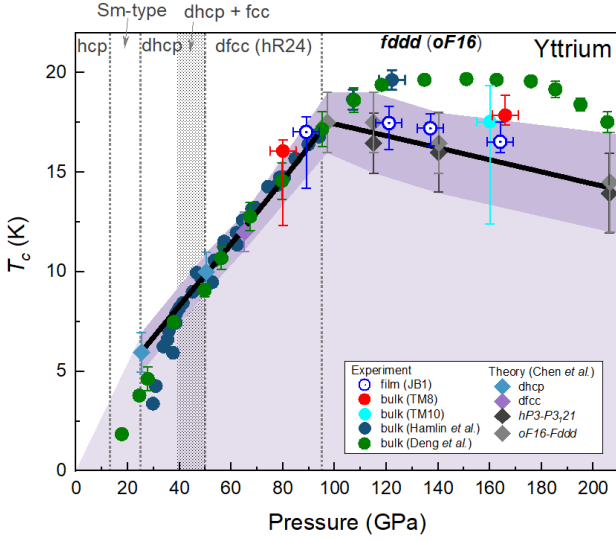 Sm-type
dhcp + fcc
hcp
dhcp
dfcc (hR24)
fddd (oF16)
Yttrium
20
15
10
5
0
Tc (K)
0
20
40
60
80
100
120
140
160
180
200
Pressure (GPa)
Experiment
film (JB1)
bulk (TM8)
bulk (TM10)
bulk (Hamlin et al.)
bulk (Deng et al.)
Theory (Chen et al.)
dhcp
dfcc
hP3-P3₁21
oF16-Fddd